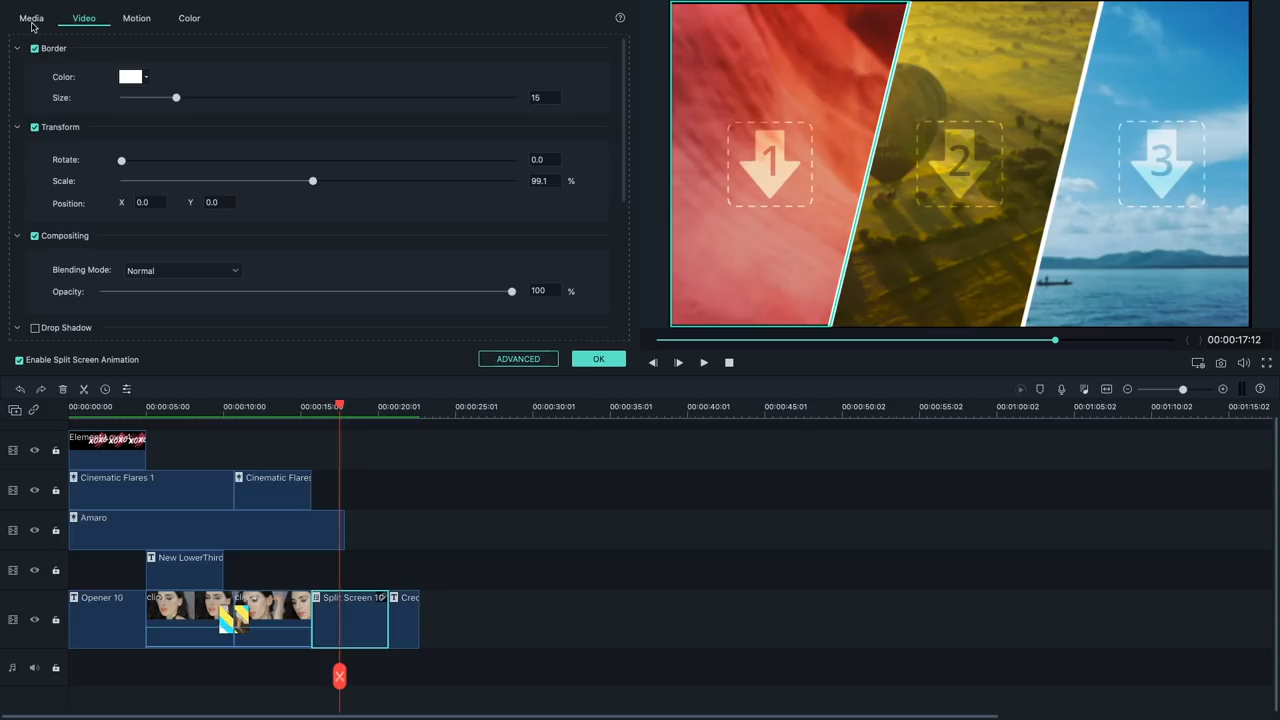 Media Video Motion Color
Border
Color:
Size: 15
Transform
Rotate: 0.0
Scale: 99.1 %
Position: X 0.0 Y 0.0
Compositing
Blending Mode: Normal
Opacity: 100 %
Drop Shadow
Enable Split Screen Animation
ADVANCED OK
1 2 3
00:00:17:12
00:00:00:00 00:00:05:00 00:00:10:00 00:00:15:00 00:00:20:01 00:00:25:01 00:00:30:01 00:00:35:01 00:00:40:01 00:00:45:01 00:00:50:02 00:00:55:02 00:01:00:02 00:01:05:02 00:01:10:02 00:01:15:02
XOXO XOXO XOXO
Cinematic Flares 1 Cinematic Flares
Amaro
New LowerThird
Opener 10 clip Split Screen 10 Cred